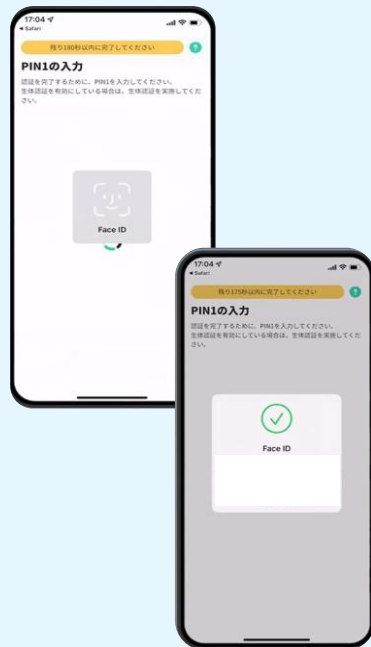 17:04
◀ Safari
残り180秒以内に完了してください
PIN1の入力
認証を完了するために、PIN1を入力してください。
生体認証を有効にしている場合は、生体認証を実施してくだ
さい。
Face ID
17:04
◀ Safari
残り175秒以内に完了してください
PIN1の入力
認証を完了するために、PIN1を入力してください。
生体認証を有効にしている場合は、生体認証を実施してくだ
さい。
Face ID